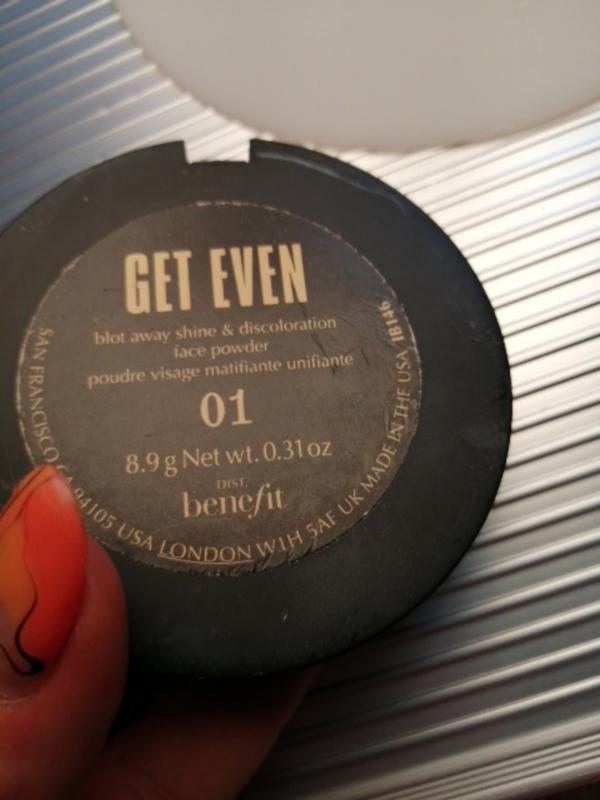 GET EVEN
blot away shine & discoloration
face powder
poudre visage matifiante unifiante
01
8.9 g Net wt. 0.31 oz
DIST.
benefit
SAN FRANCISCO CA 94105 USA LONDON W1H 5AF UK MADE IN THE USA 18146